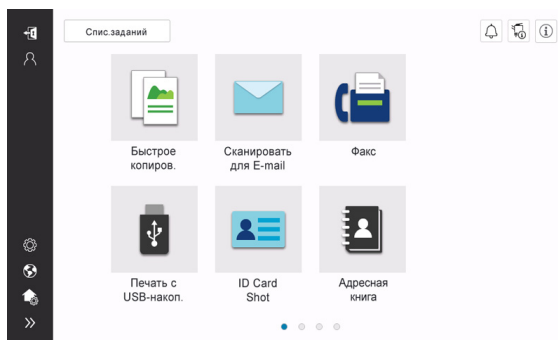 Спис.заданий
Быстрое
копиров.
Сканировать
для E-mail
Факс
Печать с
USB-накоп.
ID Card
Shot
Адресная
книга